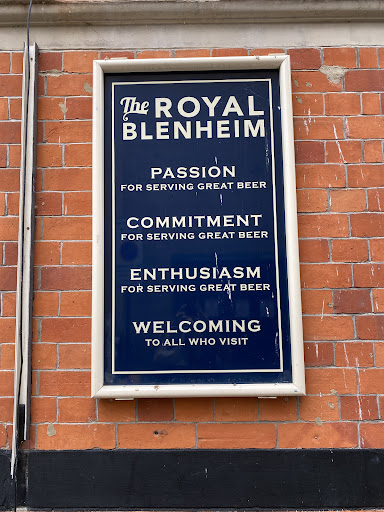 The ROYAL
BLENHEIM
PASSION
FOR SERVING GREAT BEER
COMMITMENT
FOR SERVING GREAT BEER
ENTHUSIASM
FOR SERVING GREAT BEER
WELCOMING
TO ALL WHO VISIT